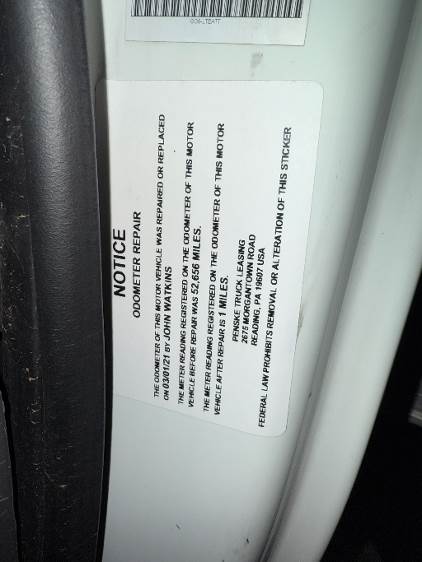 NOTICE
ODOMETER REPAIR
THE ODOMETER OF THIS MOTOR VEHICLE WAS REPAIRED OR REPLACED
ON 03/01/21 BY JOHN WATKINS
THE METER READING REGISTERED ON THE ODOMETER OF THIS MOTOR
VEHICLE BEFORE REPAIR WAS 52,656 MILES.
THE METER READING REGISTERED ON THE ODOMETER OF THIS MOTOR
VEHICLE AFTER REPAIR IS 1 MILES.
PENSKE TRUCK LEASING
2675 MORGANTOWN ROAD
READING, PA 19607 USA
FEDERAL LAW PROHIBITS REMOVAL OR ALTERATION OF THIS STICKER